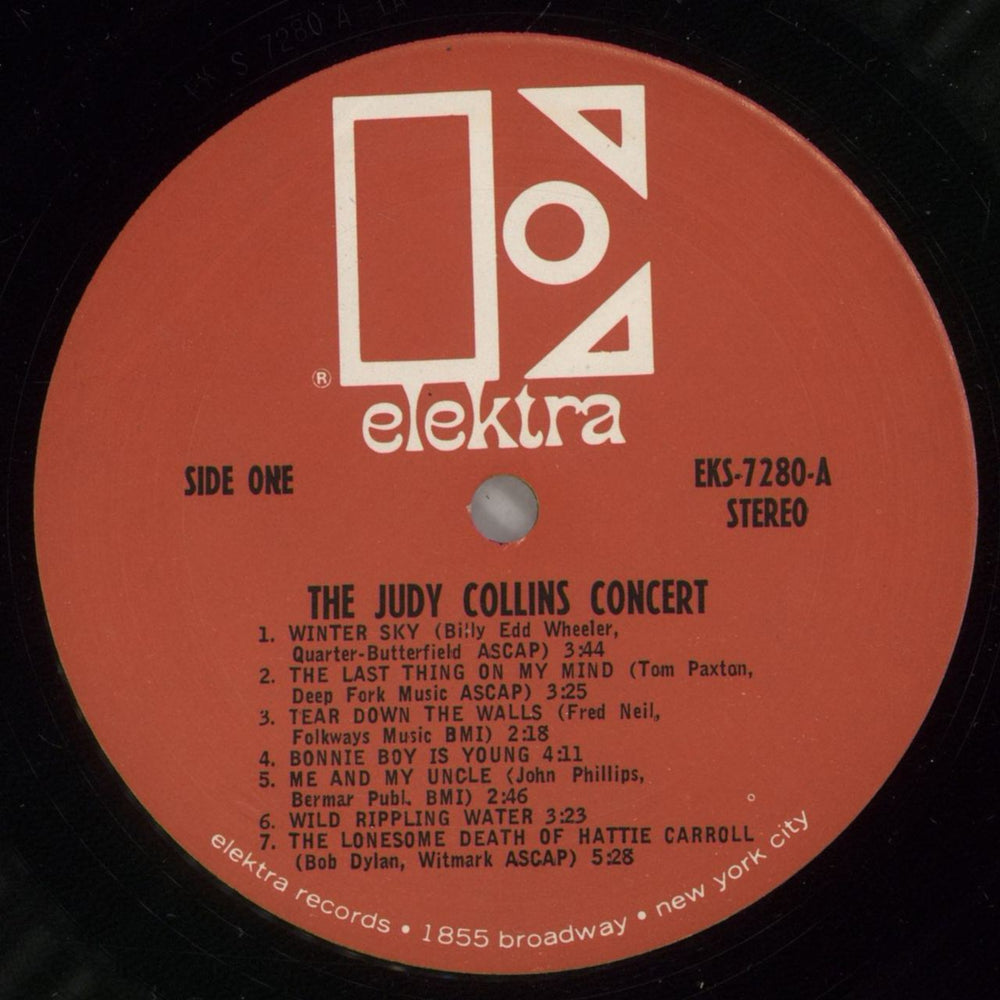 EKS 7280 A 1A
®
elektra
SIDE ONE
EKS-7280-A
STEREO
THE JUDY COLLINS CONCERT
1. WINTER SKY (Billy Edd Wheeler,
Quarter-Butterfield ASCAP) 3:44
2. THE LAST THING ON MY MIND (Tom Paxton,
Deep Fork Music ASCAP) 3:25
3. TEAR DOWN THE WALLS (Fred Neil,
Folkways Music BMI) 2:18
4. BONNIE BOY IS YOUNG 4:11
5. ME AND MY UNCLE (John Phillips,
Bermar Publ. BMI) 2:46
6. WILD RIPPLING WATER 3:23
7. THE LONESOME DEATH OF HATTIE CARROLL
(Bob Dylan, Witmark ASCAP) 5:28
elektra records • 1855 broadway • new york city